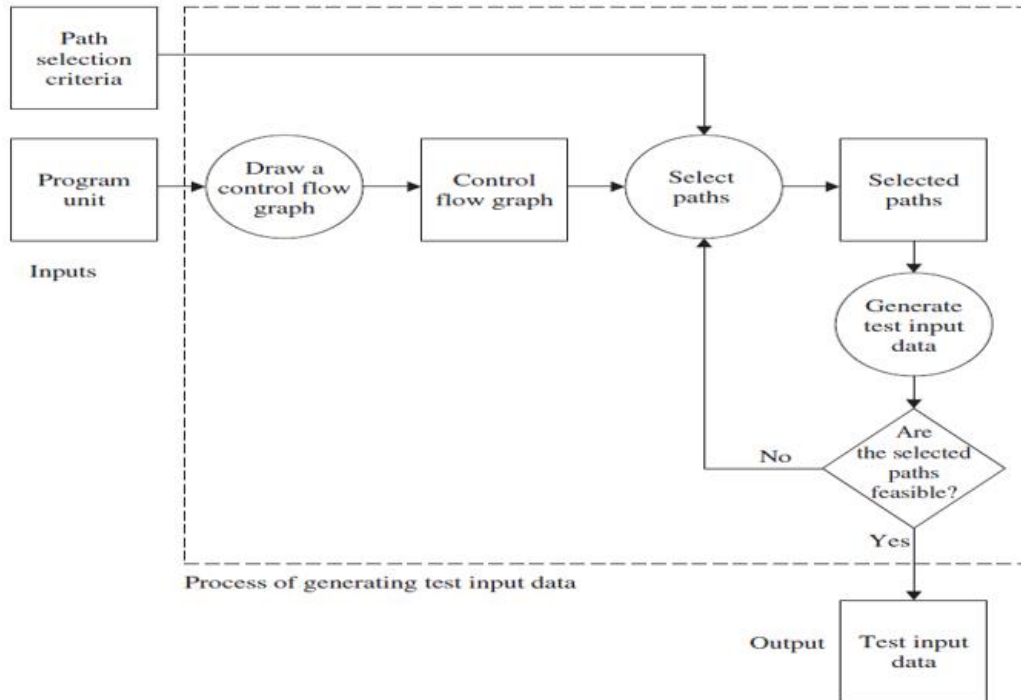 Path
selection
criteria
Program
unit
Inputs
Draw a
control flow
graph
Control
flow graph
Select
paths
Selected
paths
Generate
test input
data
Are
the selected
paths
feasible?
No
Yes
Process of generating test input data
Output
Test input
data